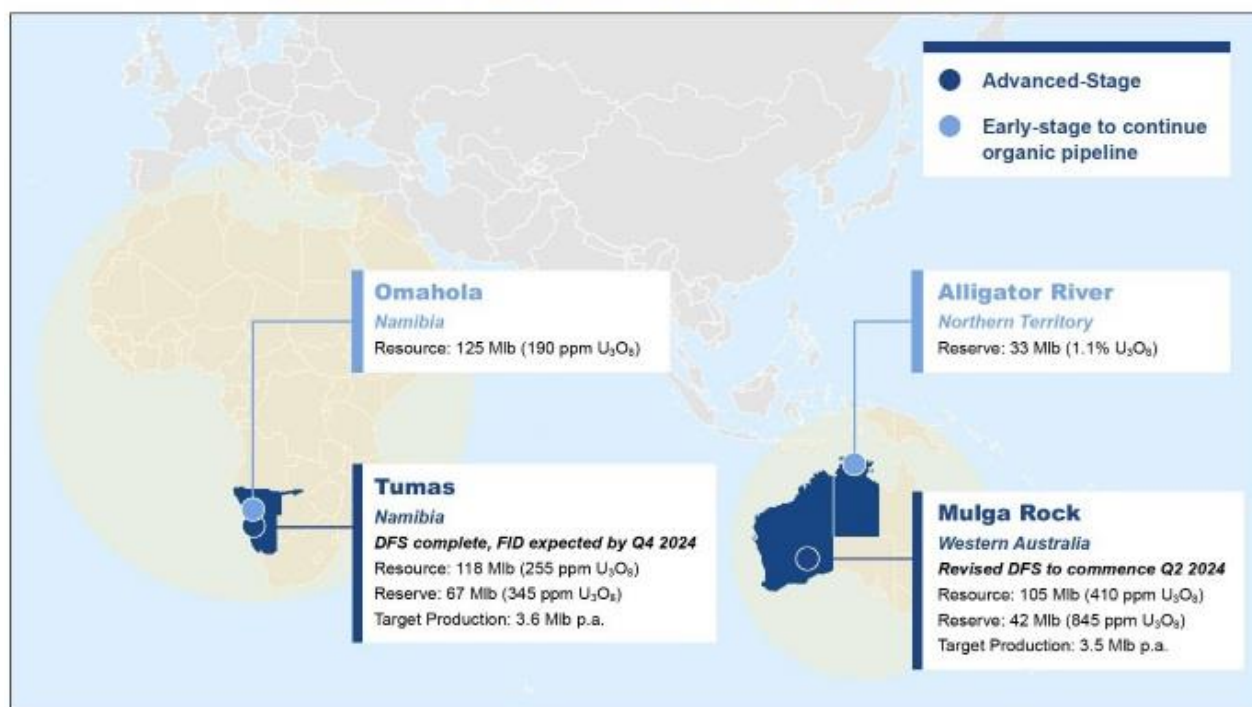 Advanced-Stage
Early-stage to continue
organic pipeline
Omahola
Namibia
Resource: 125 Mlb (190 ppm U₃O₈)
Alligator River
Northern Territory
Reserve: 33 Mlb (1.1% U₃O₈)
Tumas
Namibia
DFS complete, FID expected by Q4 2024
Resource: 118 Mlb (255 ppm U₃O₈)
Reserve: 67 Mlb (345 ppm U₃O₈)
Target Production: 3.6 Mlb p.a.
Mulga Rock
Western Australia
Revised DFS to commence Q2 2024
Resource: 105 Mlb (410 ppm U₃O₈)
Reserve: 42 Mlb (845 ppm U₃O₈)
Target Production: 3.5 Mlb p.a.